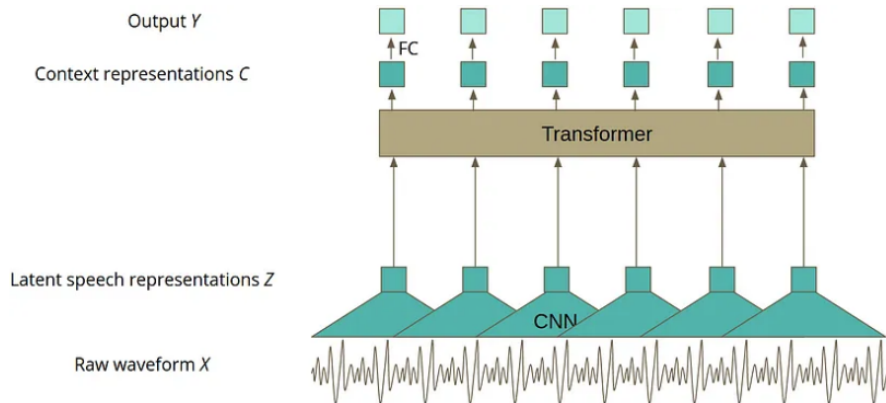 Output Y
FC
Context representations C
Transformer
Latent speech representations Z
CNN
Raw waveform X